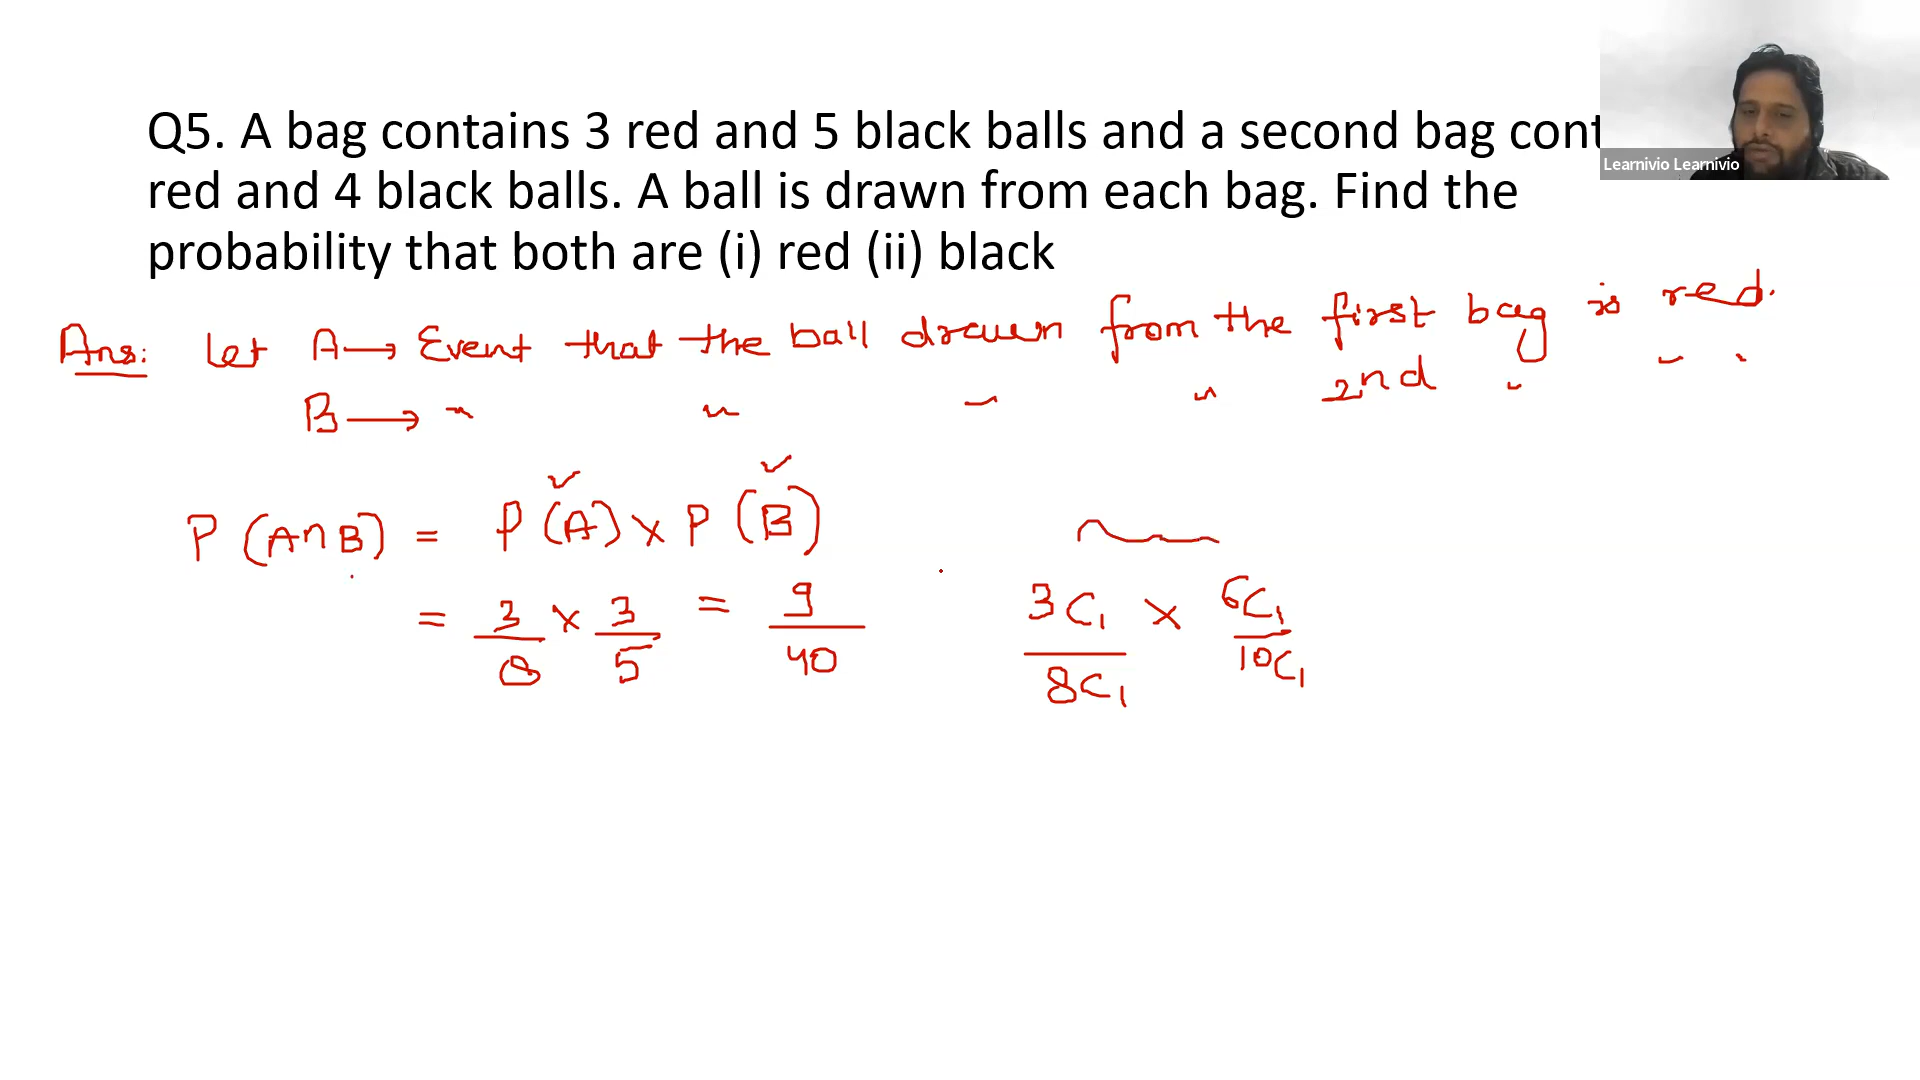 Q5. A bag contains 3 red and 5 black balls and a second bag cont
red and 4 black balls. A ball is drawn from each bag. Find the
probability that both are (i) red (ii) black
Learnivio Learnivio
Ans: Let A → Event that the ball drawn from the first bag is red.
B → " " " " 2nd " " "
P (A∩B) = P (A) x P (B)
= 3/8 x 3/5 = 9/40
3C1/8C1 x 6C1/10C1